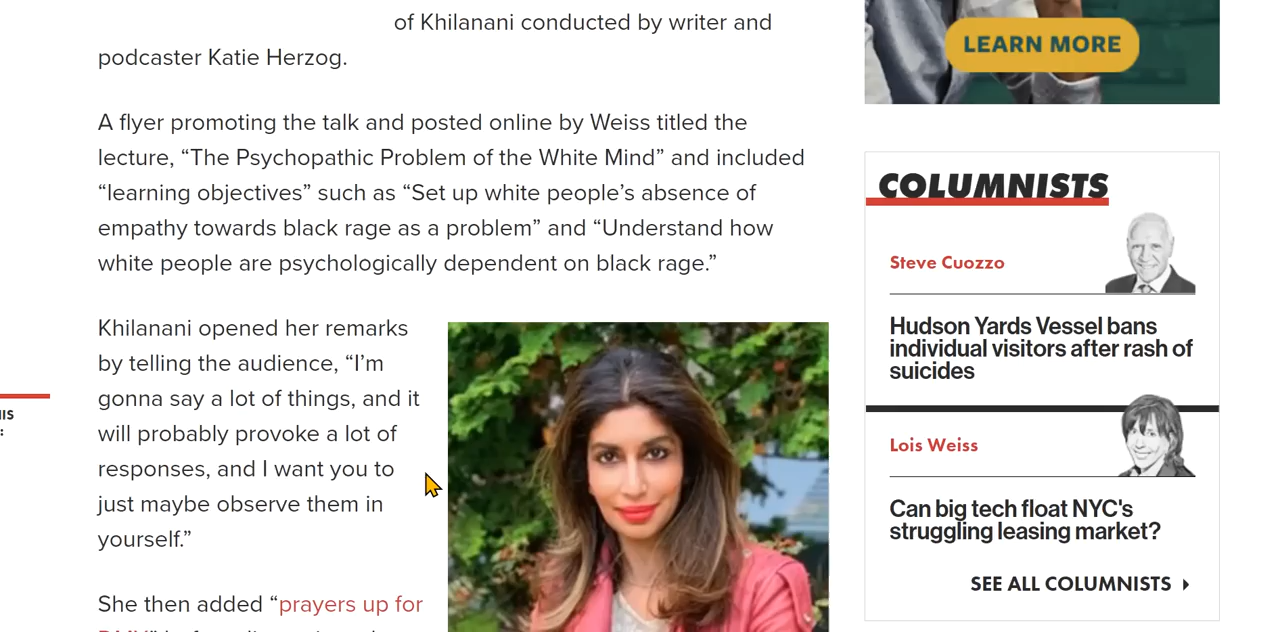 of Khilanani conducted by writer and
podcaster Katie Herzog.
A flyer promoting the talk and posted online by Weiss titled the
lecture, “The Psychopathic Problem of the White Mind” and included
“learning objectives” such as “Set up white people’s absence of
empathy towards black rage as a problem” and “Understand how
white people are psychologically dependent on black rage.”
Khilanani opened her remarks
by telling the audience, “I’m
gonna say a lot of things, and it
will probably provoke a lot of
responses, and I want you to
just maybe observe them in
yourself.”
She then added “prayers up for
LEARN MORE
COLUMNISTS
Steve Cuozzo
Hudson Yards Vessel bans
individual visitors after rash of
suicides
Lois Weiss
Can big tech float NYC's
struggling leasing market?
SEE ALL COLUMNISTS